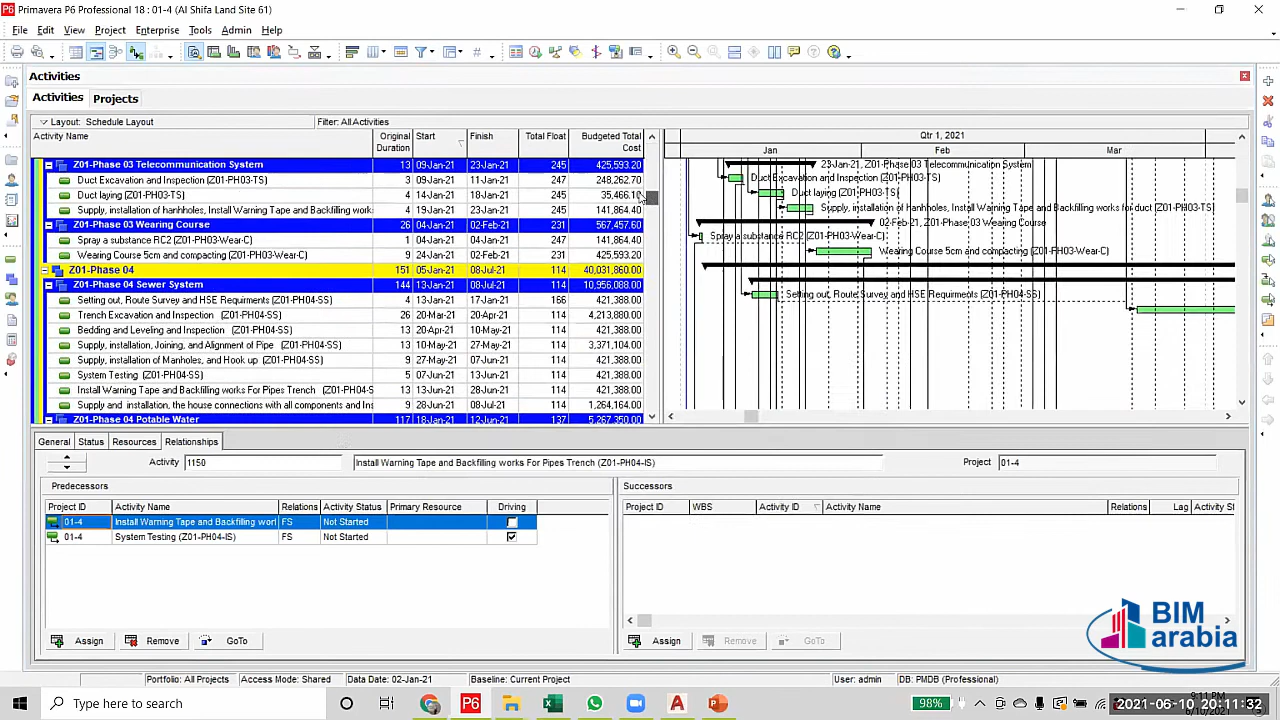 Primavera P6 Professional 18 : 01-4 (Al Shifa Land Site 61)
File Edit View Project Enterprise Tools Admin Help
Activities
Activities Projects
Layout: Schedule Layout Filter: All Activities
Activity Name Original Duration Start Finish Total Float Budgeted Total Cost
Qtr 1, 2021
Jan Feb Mar
Z01-Phase 03 Telecommunication System 13 09-Jan-21 23-Jan-21 245 425,593.20
Duct Excavation and Inspection (Z01-PH03-TS) 3 09-Jan-21 11-Jan-21 247 248,262.70
Duct laying (Z01-PH03-TS) 4 14-Jan-21 18-Jan-21 245 35,466.10
Supply, installation of hanhholes, Install Warning Tape and Backfilling works 4 19-Jan-21 23-Jan-21 245 141,864.40
Z01-Phase 03 Wearing Course 26 04-Jan-21 02-Feb-21 231 567,457.60
Spray a substance RC2 (Z01-PH03-Wear-C) 1 04-Jan-21 04-Jan-21 247 141,864.40
Wearing Course 5cm and compacting (Z01-PH03-Wear-C) 9 24-Jan-21 02-Feb-21 231 425,593.20
Z01-Phase 04 151 05-Jan-21 08-Jul-21 114 40,031,860.00
Z01-Phase 04 Sewer System 144 13-Jan-21 08-Jul-21 114 10,956,088.00
Setting out, Route Survey and HSE Requirments (Z01-PH04-SS) 4 13-Jan-21 17-Jan-21 166 421,388.00
Trench Excavation and Inspection (Z01-PH04-SS) 26 20-Mar-21 19-Apr-21 114 4,213,880.00
Bedding and Leveling and Inspection (Z01-PH04-SS) 13 20-Apr-21 10-May-21 114 421,388.00
Supply, installation, Joining, and Alignment of Pipe (Z01-PH04-SS) 13 10-May-21 27-May-21 114 3,371,104.00
Supply, installation of Manholes, and Hook up (Z01-PH04-SS) 9 27-May-21 07-Jun-21 114 421,388.00
System Testing (Z01-PH04-SS) 5 07-Jun-21 13-Jun-21 114 421,388.00
Install Warning Tape and Backfilling works For Pipes Trench (Z01-PH04-S 13 13-Jun-21 28-Jun-21 114 421,388.00
Supply and installation, the house connections with all components and Ins 9 28-Jun-21 08-Jul-21 114 1,264,164.00
Z01-Phase 04 Potable Water 117 18-Jan-21 12-Jun-21 137 5,267,350.00
23-Jan-21, Z01-Phase 03 Telecommunication System
Duct Excavation and Inspection (Z01-PH03-TS)
Duct laying (Z01-PH03-TS)
Supply, installation of hanhholes, Install Warning Tape and Backfilling works for duct (Z01-PH03-TS)
02-Feb-21, Z01-Phase 03 Wearing Course
Spray a substance RC2 (Z01-PH03-Wear-C)
Wearing Course 5cm and compacting (Z01-PH03-Wear-C)
Setting out, Route Survey and HSE Requirments (Z01-PH04-SS)
General Status Resources Relationships
Activity 1150 Install Warning Tape and Backfilling works For Pipes Trench (Z01-PH04-IS) Project 01-4
Predecessors
Project ID Activity Name Relations Activity Status Primary Resource Driving
01-4 Install Warning Tape and Backfilling worl FS Not Started
01-4 System Testing (Z01-PH04-IS) FS Not Started
Assign Remove GoTo
Successors
Project ID WBS Activity ID Activity Name Relations Lag Activity St
Assign Remove GoTo
BIM
arabia
Portfolio: All Projects Access Mode: Shared Data Date: 02-Jan-21 Baseline: Current Project User: admin DB: PMDB (Professional)
Type here to search
98%
9:11 PM
2021-06-10 20:11:32